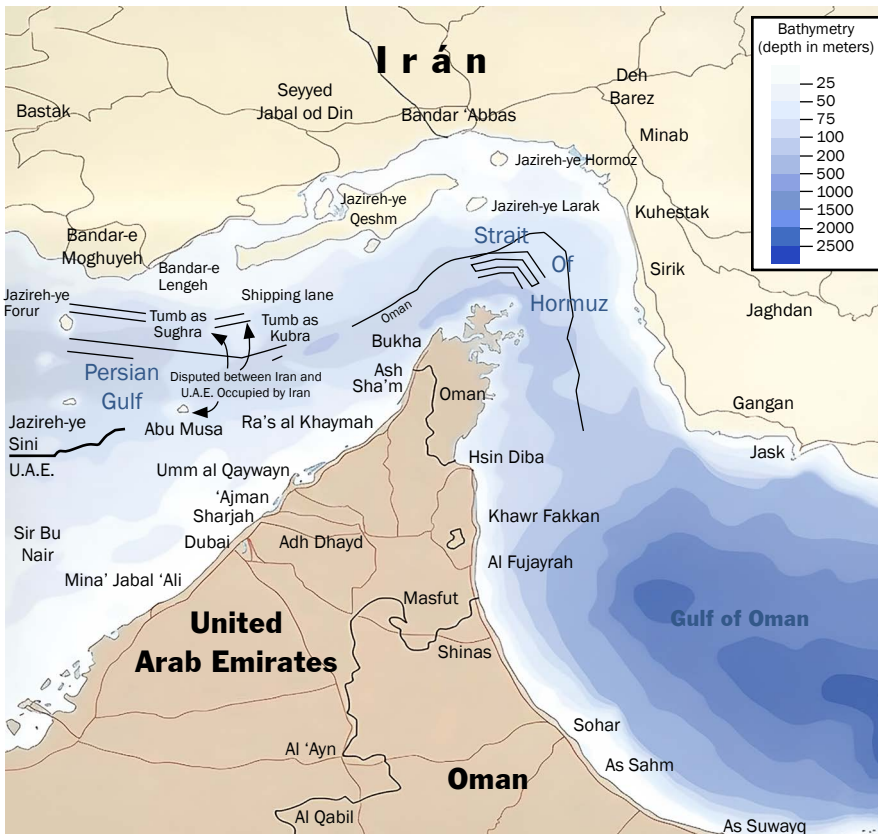 Bathymetry
(depth in meters)
25
50
75
100
200
500
1000
1500
2000
2500
Irán
Seyyed
Jabal od Din
Deh
Barez
Bastak
Bandar ‘Abbas
Minab
Jazireh-ye Hormoz
Jazireh-ye
Qeshm
Jazireh-ye Larak
Kuhestak
Bandar-e
Moghuyeh
Strait
Of
Hormuz
Sirik
Bandar-e
Lengeh
Jazireh-ye
Forur
Shipping lane
Tumb as
Sughra
Tumb as
Kubra
Oman
Jaghdan
Bukha
Persian
Gulf
Disputed between Iran and
U.A.E. Occupied by Iran
Ash
Sha’m
Oman
Gangan
Jazireh-ye
Sini
Abu Musa
Ra’s al Khaymah
U.A.E.
Umm al Qaywayn
Hsin Diba
Jask
‘Ajman
Sharjah
Khawr Fakkan
Sir Bu
Nair
Dubai
Adh Dhayd
Al Fujayrah
Mina’ Jabal ‘Ali
Masfut
United
Arab Emirates
Gulf of Oman
Shinas
Sohar
Al ‘Ayn
As Sahm
Oman
Al Qabil
As Suwayq